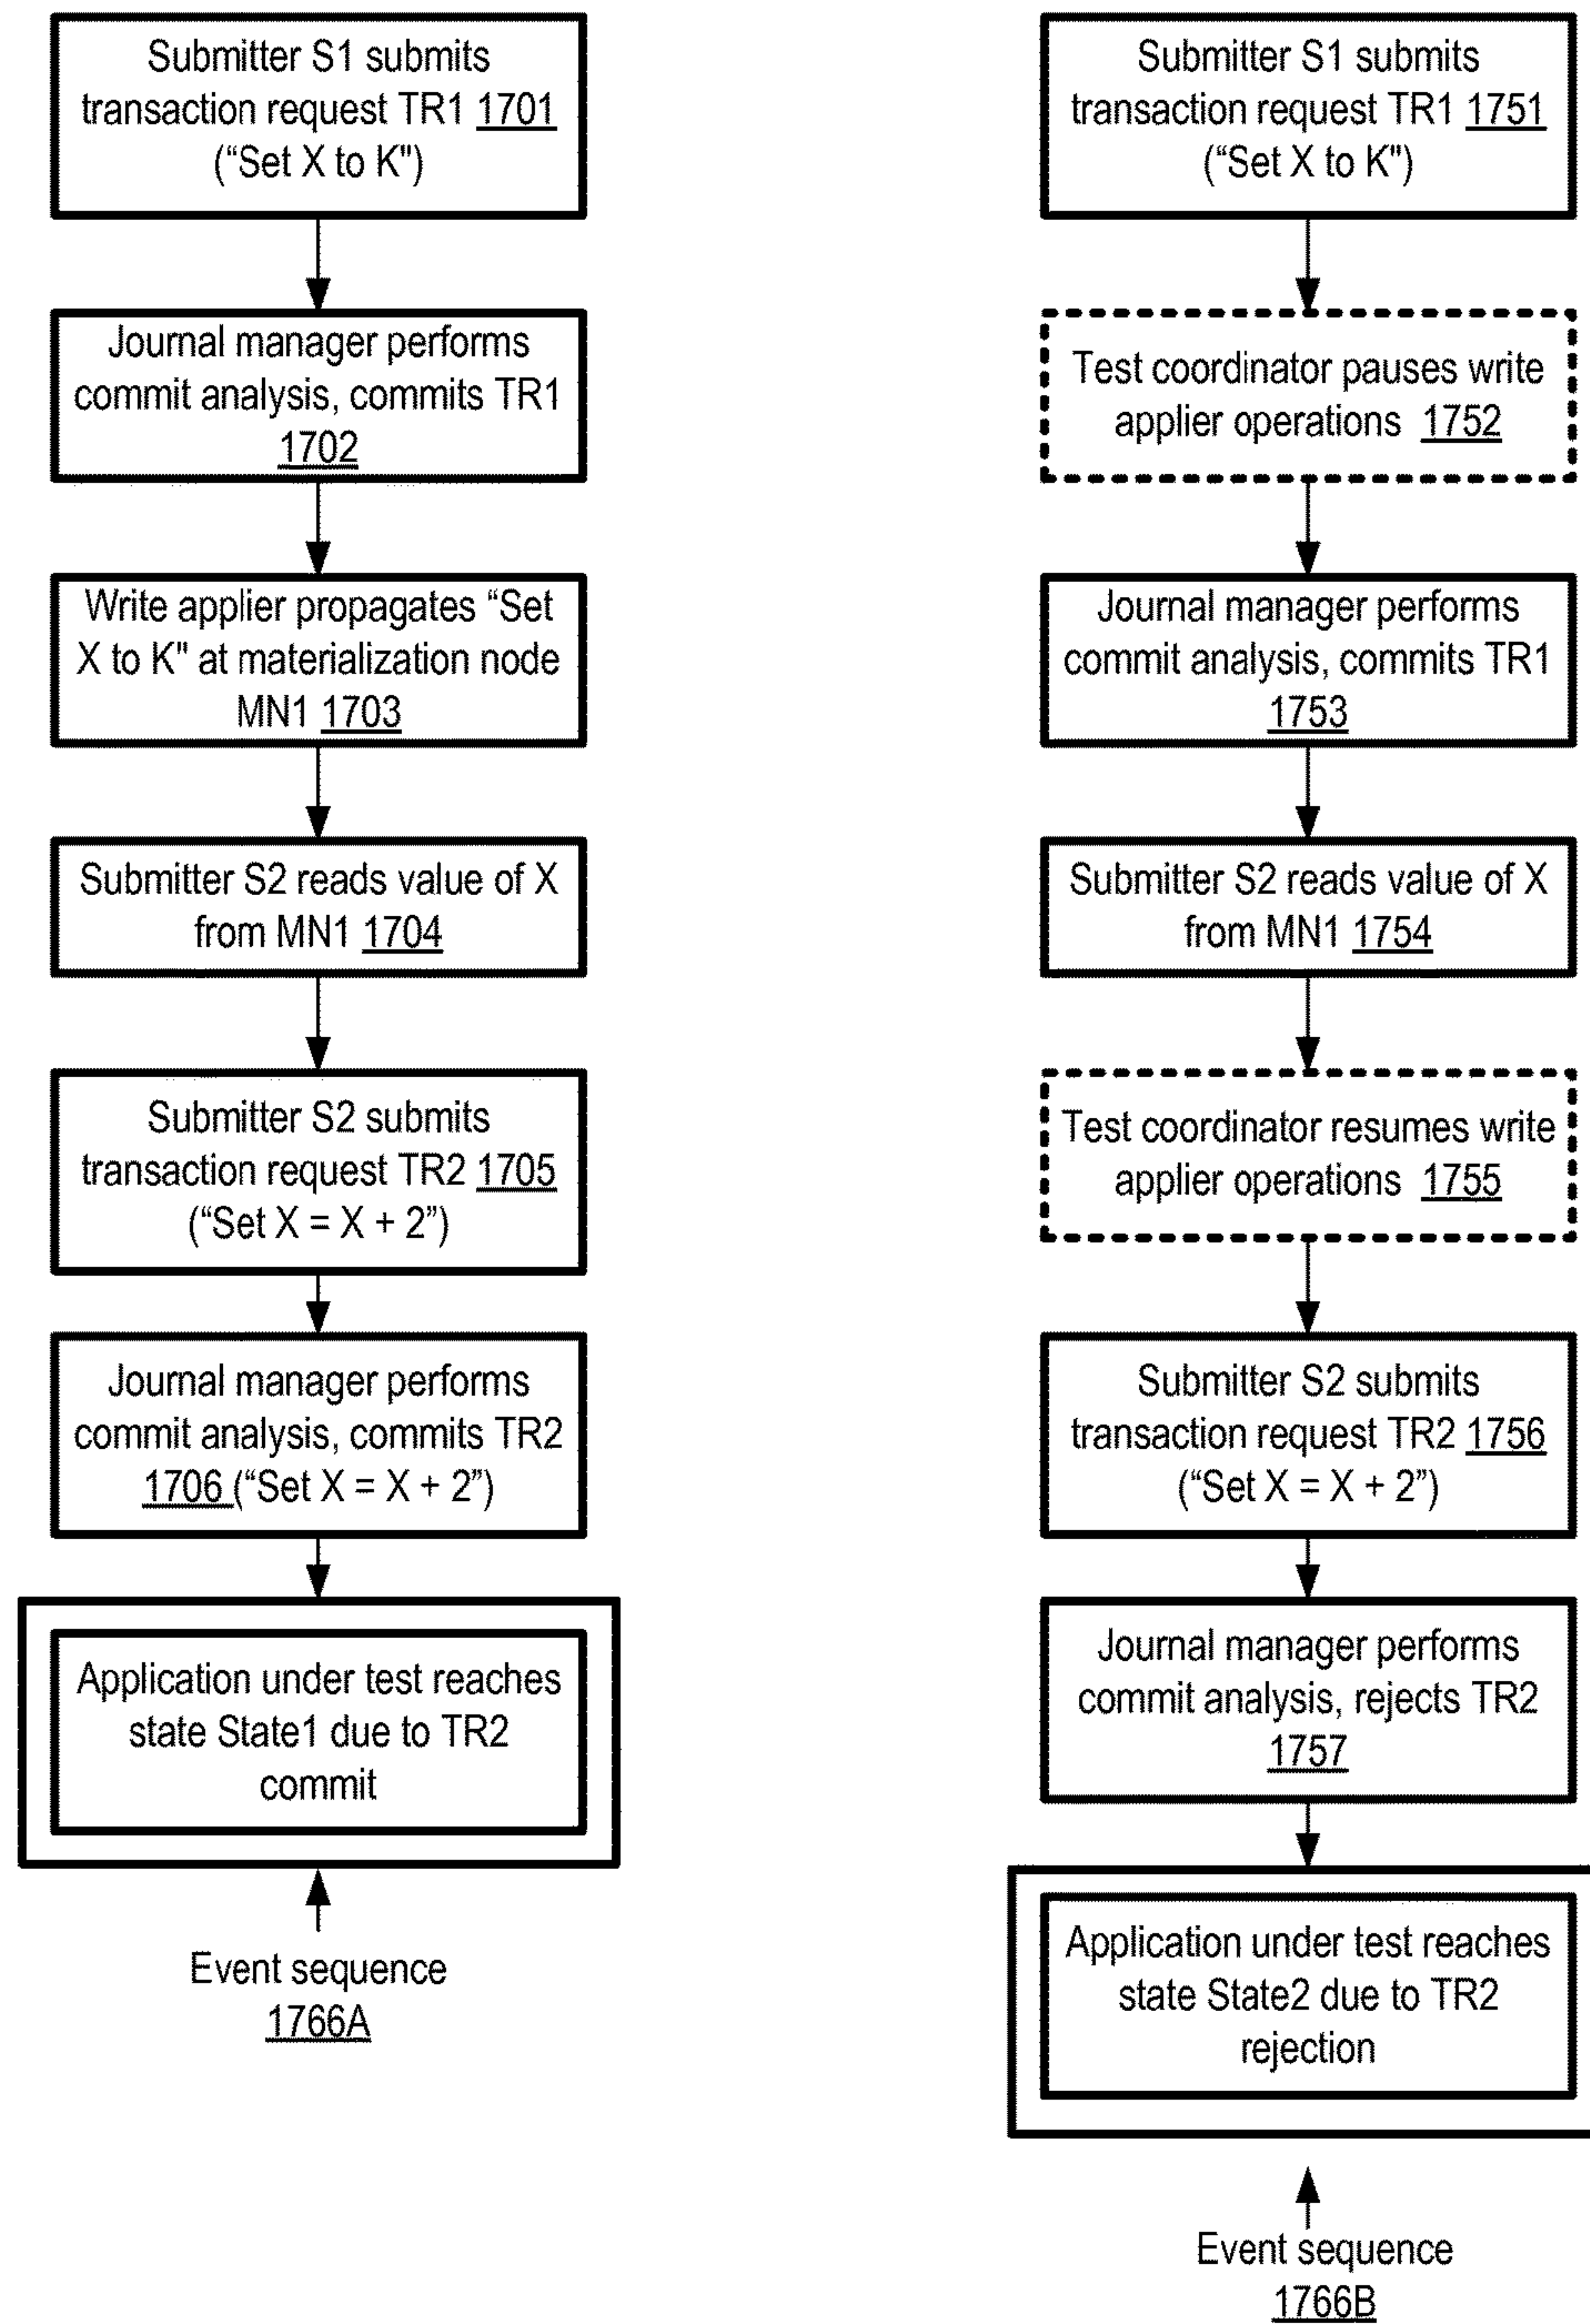 Submitter S1 submits
transaction request TR1 1701
(“Set X to K")
Journal manager performs
commit analysis, commits TR1
1702
Write applier propagates “Set
X to K" at materialization node
MN1 1703
Submitter S2 reads value of X
from MN1 1704
Submitter S2 submits
transaction request TR2 1705
(“Set X = X + 2”)
Journal manager performs
commit analysis, commits TR2
1706 (“Set X = X + 2”)
Application under test reaches
state State1 due to TR2
commit
Event sequence
1766A
Submitter S1 submits
transaction request TR1 1751
(“Set X to K")
Test coordinator pauses write
applier operations 1752
Journal manager performs
commit analysis, commits TR1
1753
Submitter S2 reads value of X
from MN1 1754
Test coordinator resumes write
applier operations 1755
Submitter S2 submits
transaction request TR2 1756
(“Set X = X + 2”)
Journal manager performs
commit analysis, rejects TR2
1757
Application under test reaches
state State2 due to TR2
rejection
Event sequence
1766B